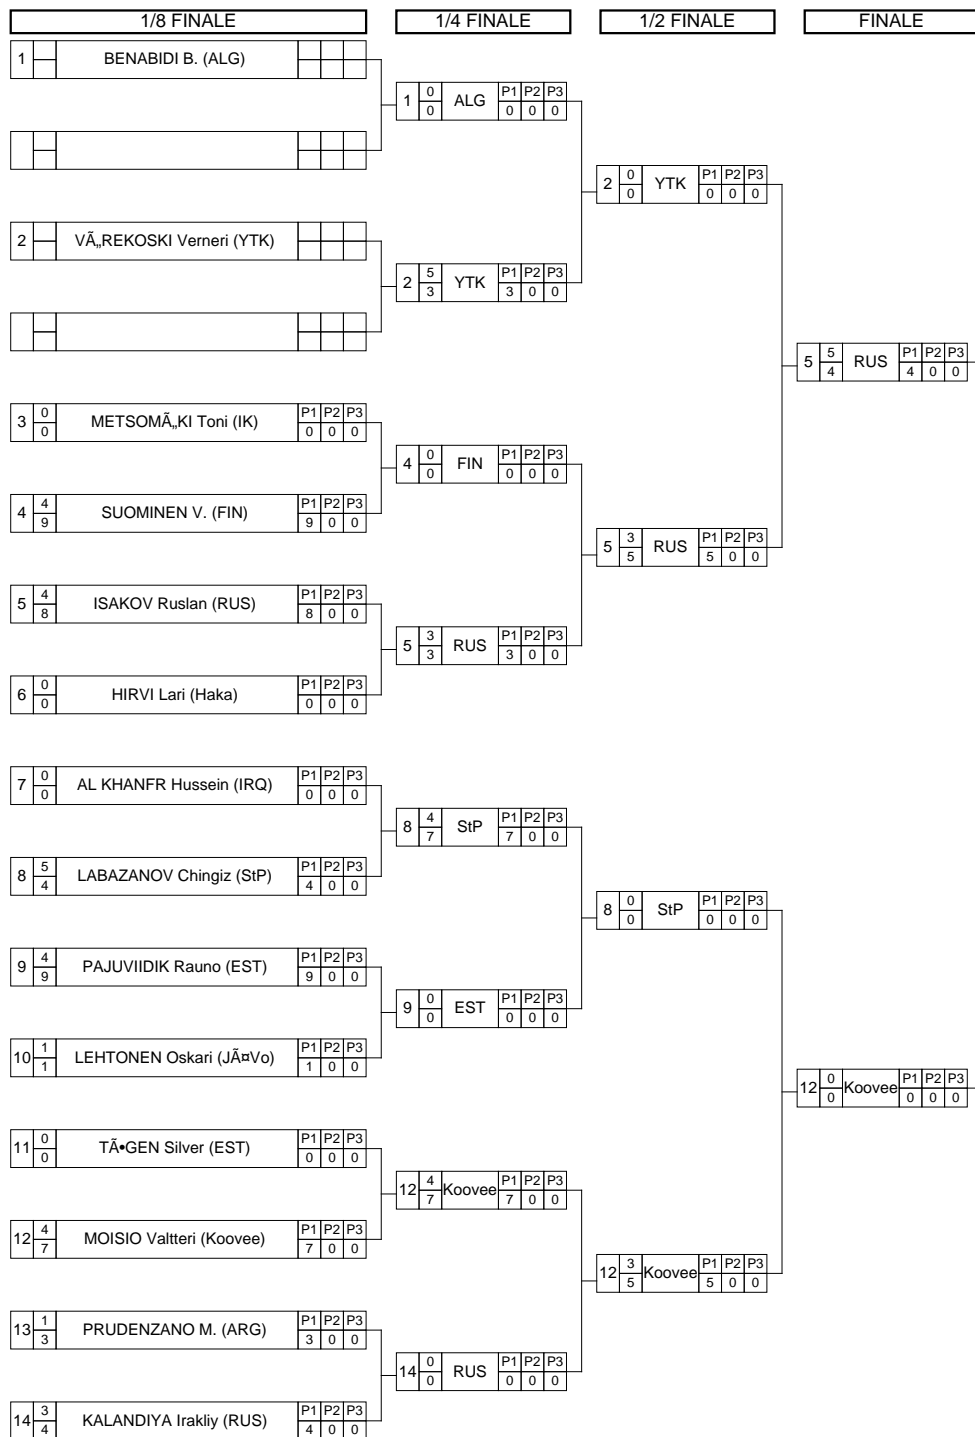 1/8 FINALE 1/4 FINALE 1/2 FINALE FINALE
1 BENABIDI B. (ALG)
1 0 0 ALG P1 P2 P3 0 0 0
2 0 0 YTK P1 P2 P3 0 0 0
2 VÃ„REKOSKI Verneri (YTK)
2 5 3 YTK P1 P2 P3 3 0 0
5 5 4 RUS P1 P2 P3 4 0 0
3 0 0 METSOMÃ„KI Toni (IK) P1 P2 P3 0 0 0
4 0 0 FIN P1 P2 P3 0 0 0
4 4 9 SUOMINEN V. (FIN) P1 P2 P3 9 0 0
5 3 5 RUS P1 P2 P3 5 0 0
5 4 8 ISAKOV Ruslan (RUS) P1 P2 P3 8 0 0
5 3 3 RUS P1 P2 P3 3 0 0
6 0 0 HIRVI Lari (Haka) P1 P2 P3 0 0 0
7 0 0 AL KHANFR Hussein (IRQ) P1 P2 P3 0 0 0
8 4 7 StP P1 P2 P3 7 0 0
8 5 4 LABAZANOV Chingiz (StP) P1 P2 P3 4 0 0
8 0 0 StP P1 P2 P3 0 0 0
9 4 9 PAJUVIIDIK Rauno (EST) P1 P2 P3 9 0 0
9 0 0 EST P1 P2 P3 0 0 0
10 1 1 LEHTONEN Oskari (JÃ¤Vo) P1 P2 P3 1 0 0
12 0 0 Koovee P1 P2 P3 0 0 0
11 0 0 TÃ•GEN Silver (EST) P1 P2 P3 0 0 0
12 4 7 Koovee P1 P2 P3 7 0 0
12 4 7 MOISIO Valtteri (Koovee) P1 P2 P3 7 0 0
12 3 5 Koovee P1 P2 P3 5 0 0
13 1 3 PRUDENZANO M. (ARG) P1 P2 P3 3 0 0
14 0 0 RUS P1 P2 P3 0 0 0
14 3 4 KALANDIYA Irakliy (RUS) P1 P2 P3 4 0 0